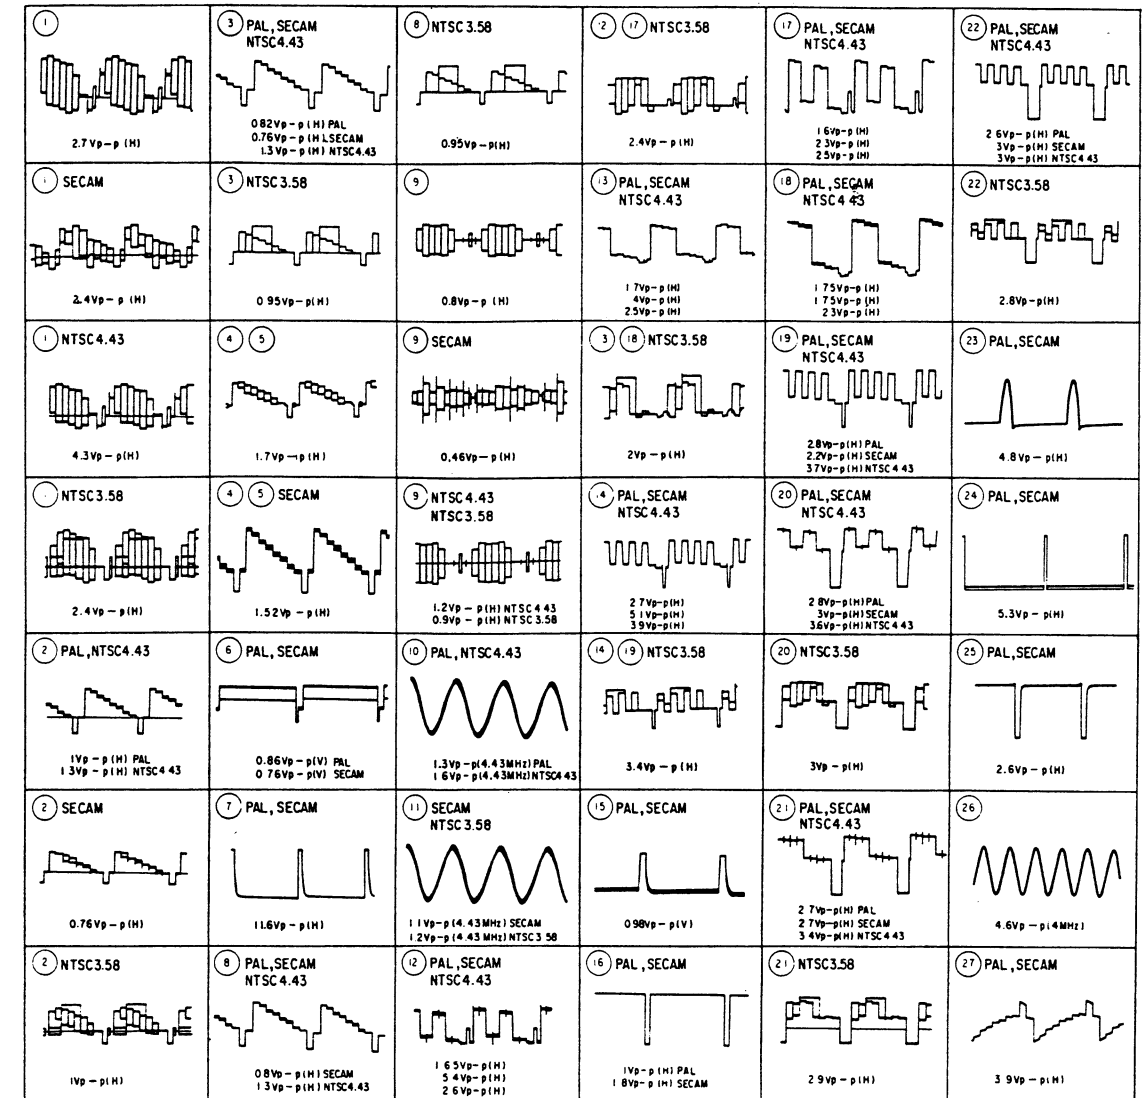 1
2.7Vp-p (H)
3 PAL, SECAM
NTSC4.43
0.82Vp-p(H) PAL
0.76Vp-p(H)SECAM
1.3Vp-p(H) NTSC4.43
8 NTSC3.58
0.95Vp-p(H)
12 17 NTSC3.58
2.4Vp-p(H)
17 PAL, SECAM
NTSC4.43
1.6Vp-p(H)
2.3Vp-p(H)
2.5Vp-p(H)
22 PAL, SECAM
NTSC4.43
2.6Vp-p(H) PAL
3Vp-p(H) SECAM
3Vp-p(H) NTSC4.43
1 SECAM
2.4Vp-p (H)
3 NTSC3.58
0.95Vp-p(H)
9
0.8Vp-p (H)
13 PAL, SECAM
NTSC4.43
1.7Vp-p(H)
4Vp-p(H)
2.5Vp-p(H)
18 PAL, SECAM
NTSC4.43
1.75Vp-p(H)
1.75Vp-p(H)
2.3Vp-p(H)
22 NTSC3.58
2.8Vp-p(H)
1 NTSC4.43
4.3Vp-p(H)
4 5
1.7Vp-p(H)
9 SECAM
0.46Vp-p(H)
13 18 NTSC3.58
2Vp-p(H)
19 PAL, SECAM
NTSC4.43
2.8Vp-p(H) PAL
2.2Vp-p(H) SECAM
3.7Vp-p(H) NTSC4.43
23 PAL, SECAM
4.8Vp-p(H)
1 NTSC3.58
2.4Vp-p(H)
4 5 SECAM
1.52Vp-p(H)
9 NTSC4.43
NTSC3.58
1.2Vp-p(H) NTSC4.43
0.9Vp-p(H) NTSC3.58
14 PAL, SECAM
NTSC4.43
2.7Vp-p(H)
5.1Vp-p(H)
3.9Vp-p(H)
20 PAL, SECAM
NTSC4.43
2.8Vp-p(H) PAL
3Vp-p(H) SECAM
3.6Vp-p(H) NTSC4.43
24 PAL, SECAM
5.3Vp-p(H)
2 PAL, NTSC4.43
1Vp-p (H) PAL
1.3Vp-p(H) NTSC4.43
6 PAL, SECAM
0.86Vp-p(V) PAL
0.76Vp-p(V) SECAM
10 PAL, NTSC4.43
1.3Vp-p(4.43MHz) PAL
1.6Vp-p(4.43MHz)NTSC4.43
14 19 NTSC3.58
3.4Vp-p(H)
20 NTSC3.58
3Vp-p(H)
25 PAL, SECAM
2.6Vp-p(H)
2 SECAM
0.76Vp-p(H)
7 PAL, SECAM
11.6Vp-p(H)
11 SECAM
NTSC3.58
1.1Vp-p(4.43MHz) SECAM
1.2Vp-p(4.43MHz) NTSC3.58
15 PAL, SECAM
0.98Vp-p(V)
21 PAL, SECAM
NTSC4.43
2.7Vp-p(H) PAL
2.7Vp-p(H) SECAM
3.4Vp-p(H) NTSC4.43
26
4.6Vp-p(4MHz)
2 NTSC3.58
1Vp-p(H)
8 PAL, SECAM
NTSC4.43
0.8Vp-p(H) SECAM
1.3Vp-p(H) NTSC4.43
12 PAL, SECAM
NTSC4.43
1.65Vp-p(H)
5.4Vp-p(H)
2.6Vp-p(H)
16 PAL, SECAM
1Vp-p(H) PAL
1.8Vp-p(H) SECAM
21 NTSC3.58
2.9Vp-p(H)
27 PAL, SECAM
3.9Vp-p(H)